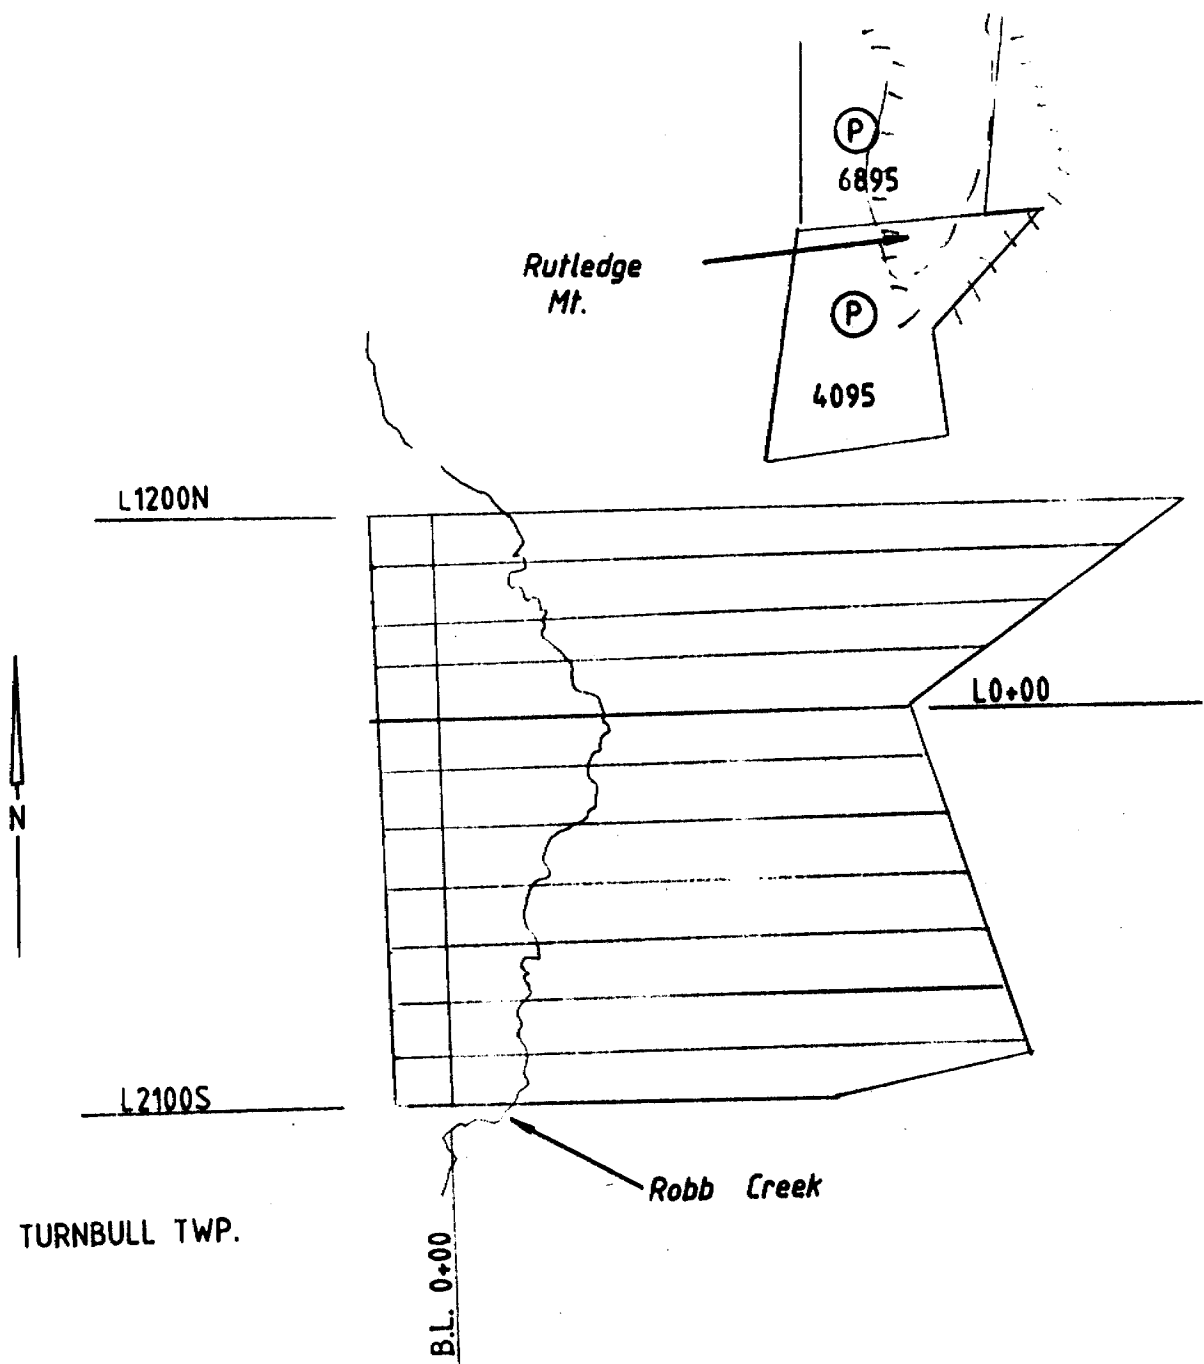 P
6895
Rutledge
Mt.
P
4095
L1200N
L0+00
N
L2100S
Robb Creek
TURNBULL TWP.
B.L. 0+00